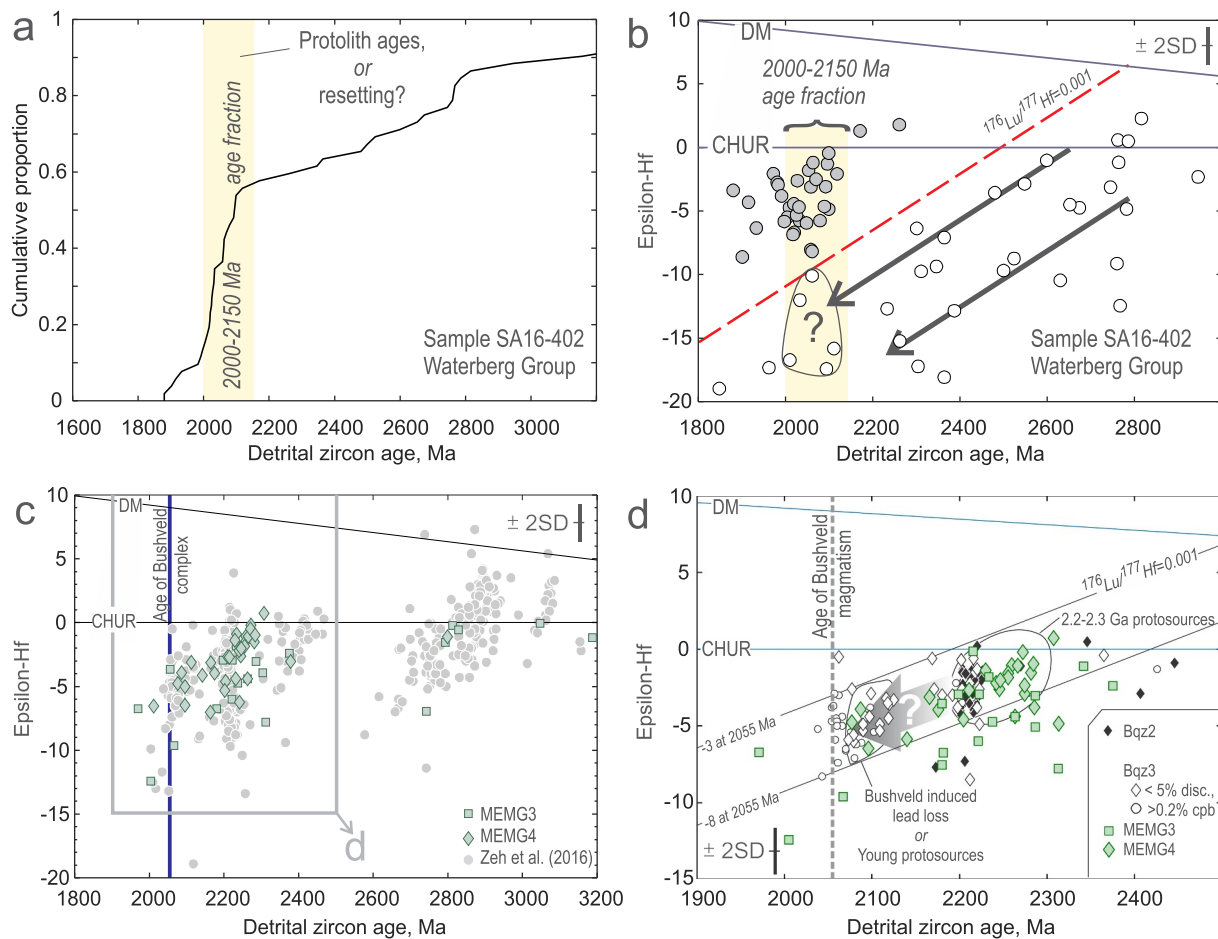 a
1
0.8
0.6
0.4
0.2
0
Cumulative proportion
Protolith ages,
or
resetting?
2000-2150 Ma age fraction
Sample SA16-402
Waterberg Group
1600 1800 2000 2200 2400 2600 2800 3000
Detrital zircon age, Ma
b
10
5
0
-5
-10
-15
-20
Epsilon-Hf
DM
± 2SD
2000-2150 Ma
age fraction
176Lu/177Hf=0.001
CHUR
?
Sample SA16-402
Waterberg Group
1800 2000 2200 2400 2600 2800
Detrital zircon age, Ma
c
10
5
0
-5
-10
-15
-20
Epsilon-Hf
DM
± 2SD
Age of Bushveld
complex
CHUR
d
MEMG3
MEMG4
Zeh et al. (2016)
1800 2000 2200 2400 2600 2800 3000 3200
Detrital zircon age, Ma
d
10
5
0
-5
-10
-15
Epsilon-Hf
DM
Age of Bushveld
magmatism
176Lu/177Hf=0.001
2.2-2.3 Ga protosources
CHUR
?
-3 at 2055 Ma
-8 at 2055 Ma
Bushveld induced
lead loss
or
Young protosources
± 2SD
Bqz2
Bqz3
< 5% disc.,
>0.2% cpb
MEMG3
MEMG4
1900 2000 2100 2200 2300 2400
Detrital zircon age, Ma